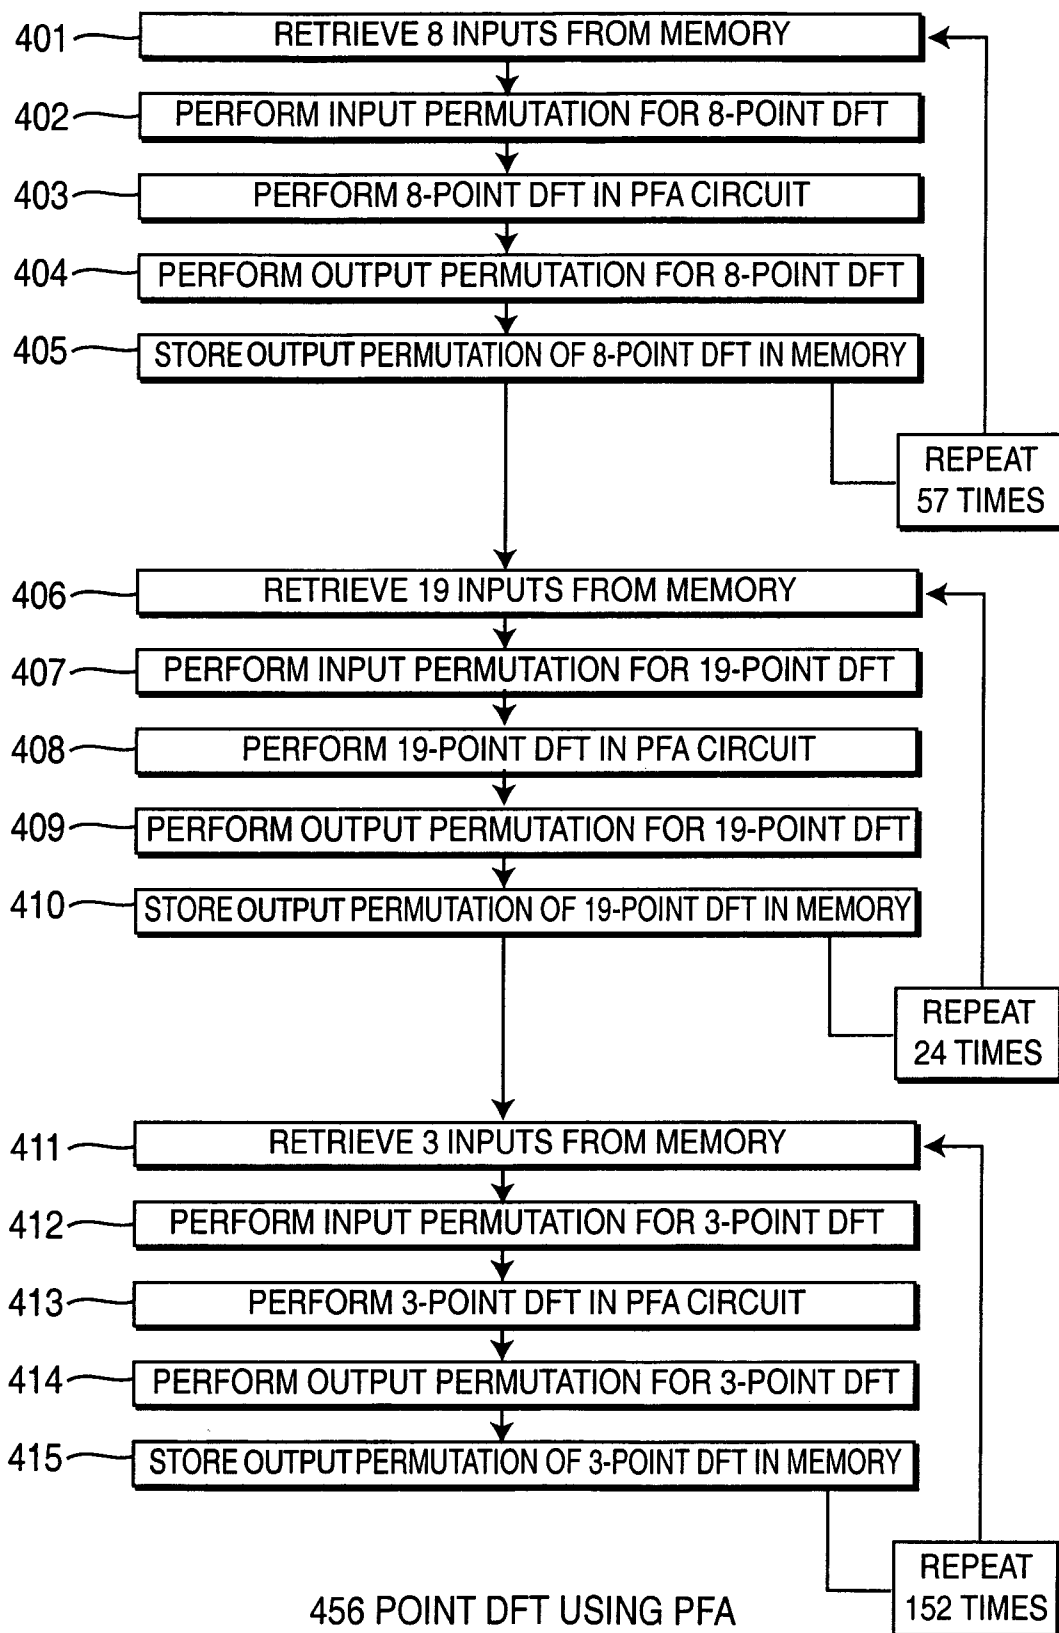 401 RETRIEVE 8 INPUTS FROM MEMORY
402 PERFORM INPUT PERMUTATION FOR 8-POINT DFT
403 PERFORM 8-POINT DFT IN PFA CIRCUIT
404 PERFORM OUTPUT PERMUTATION FOR 8-POINT DFT
405 STORE OUTPUT PERMUTATION OF 8-POINT DFT IN MEMORY
REPEAT
57 TIMES
406 RETRIEVE 19 INPUTS FROM MEMORY
407 PERFORM INPUT PERMUTATION FOR 19-POINT DFT
408 PERFORM 19-POINT DFT IN PFA CIRCUIT
409 PERFORM OUTPUT PERMUTATION FOR 19-POINT DFT
410 STORE OUTPUT PERMUTATION OF 19-POINT DFT IN MEMORY
REPEAT
24 TIMES
411 RETRIEVE 3 INPUTS FROM MEMORY
412 PERFORM INPUT PERMUTATION FOR 3-POINT DFT
413 PERFORM 3-POINT DFT IN PFA CIRCUIT
414 PERFORM OUTPUT PERMUTATION FOR 3-POINT DFT
415 STORE OUTPUT PERMUTATION OF 3-POINT DFT IN MEMORY
REPEAT
152 TIMES
456 POINT DFT USING PFA